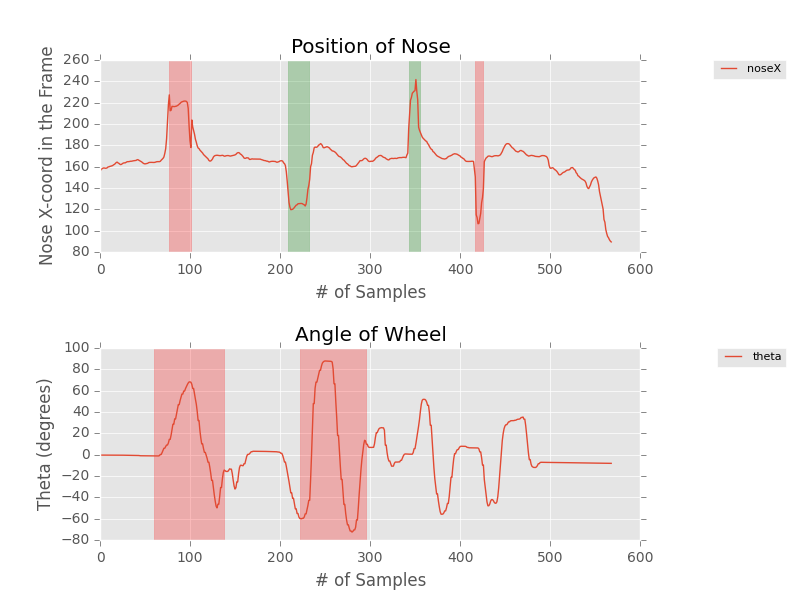 Position of Nose
260
240
220
200
180
160
140
120
100
80
Nose X-coord in the Frame
0 100 200 300 400 500 600
# of Samples
noseX
Angle of Wheel
100
80
60
40
20
0
−20
−40
−60
−80
Theta (degrees)
0 100 200 300 400 500 600
# of Samples
theta